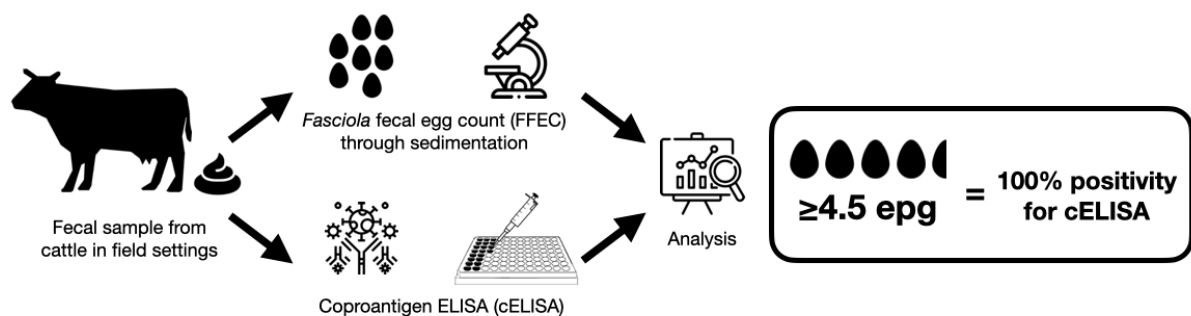 Fecal sample from
cattle in field settings
Fasciola fecal egg count (FFEC)
through sedimentation
Coproantigen ELISA (cELISA)
Analysis
≥4.5 epg
=
100% positivity
for cELISA